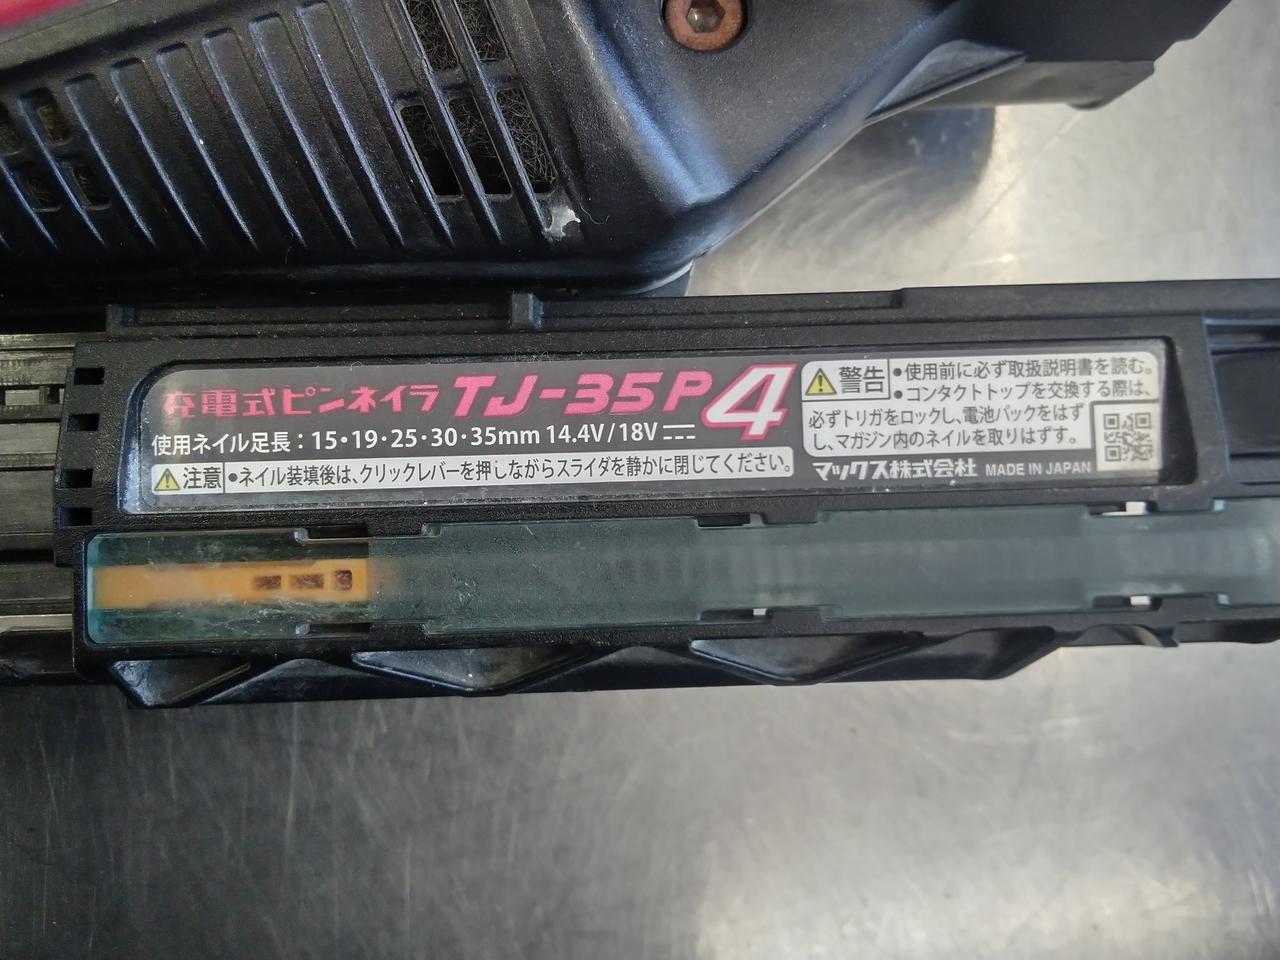 充電式ピンネイラ TJ-35P4
使用ネイル足長：15・19・25・30・35mm 14.4V/18V
注意 •ネイル装填後は、クリックレバーを押しながらスライダを静かに閉じてください。
警告 •使用前に必ず取扱説明書を読む。
•コンタクトトップを交換する際は、
必ずトリガをロックし、電池パックをはず
し、マガジン内のネイルを取りはずす。
マックス株式会社 MADE IN JAPAN